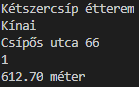 Kétszercsíp étterem
Kínai
Csípős utca 66
1
612.70 méter